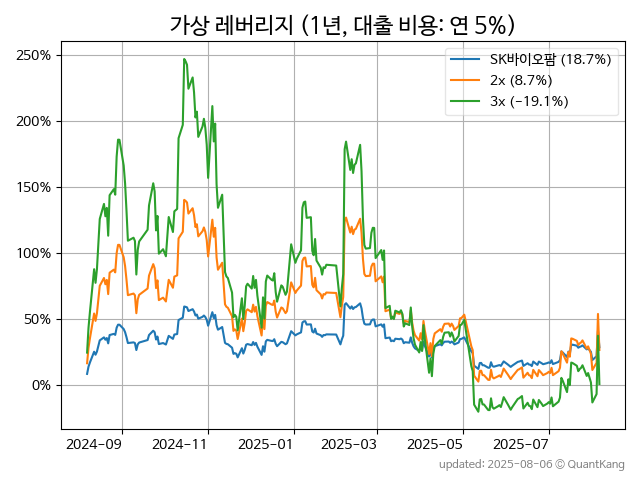 가상 레버리지 (1년, 대출 비용: 연 5%)
250%
200%
150%
100%
50%
0%
SK바이오팜 (18.7%)
2x (8.7%)
3x (−19.1%)
2024-09
2024-11
2025-01
2025-03
2025-05
2025-07
updated: 2025-08-06 © QuantKang